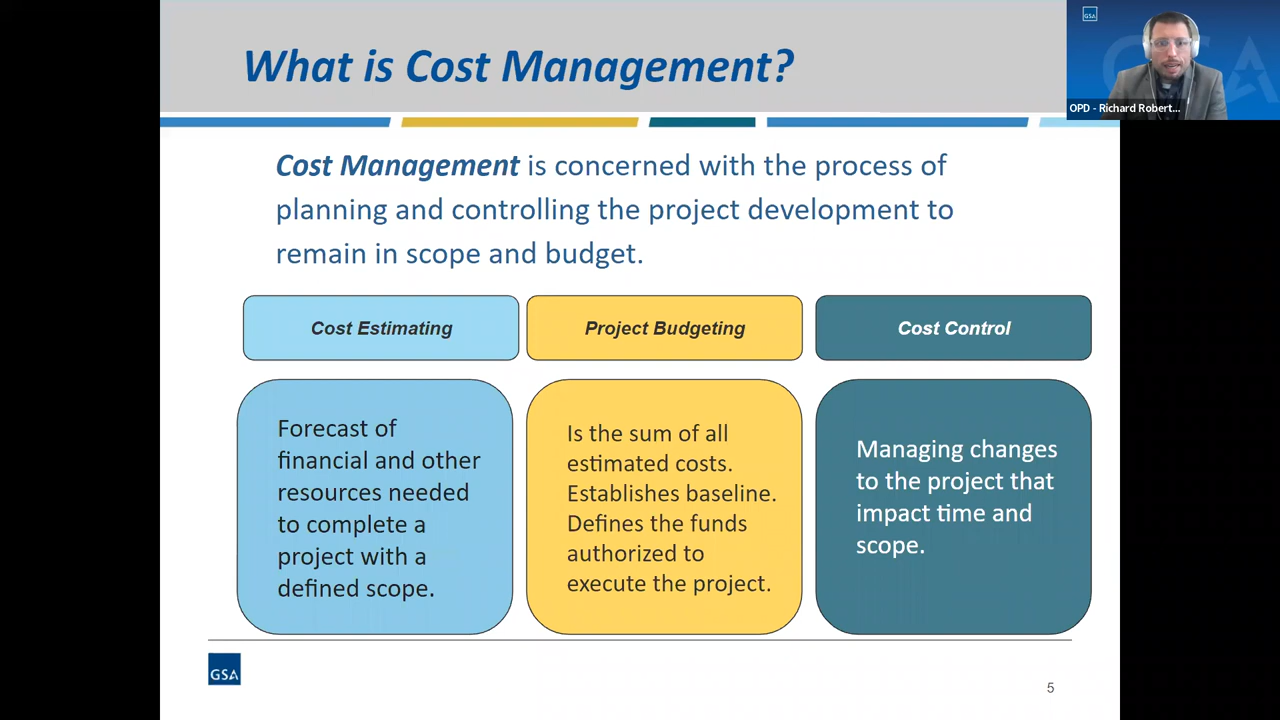 What is Cost Management?
GSA
OPD - Richard Robert...
Cost Management is concerned with the process of
planning and controlling the project development to
remain in scope and budget.
Cost Estimating
Project Budgeting
Cost Control
Forecast of
financial and other
resources needed
to complete a
project with a
defined scope.
Is the sum of all
estimated costs.
Establishes baseline.
Defines the funds
authorized to
execute the project.
Managing changes
to the project that
impact time and
scope.
GSA
5